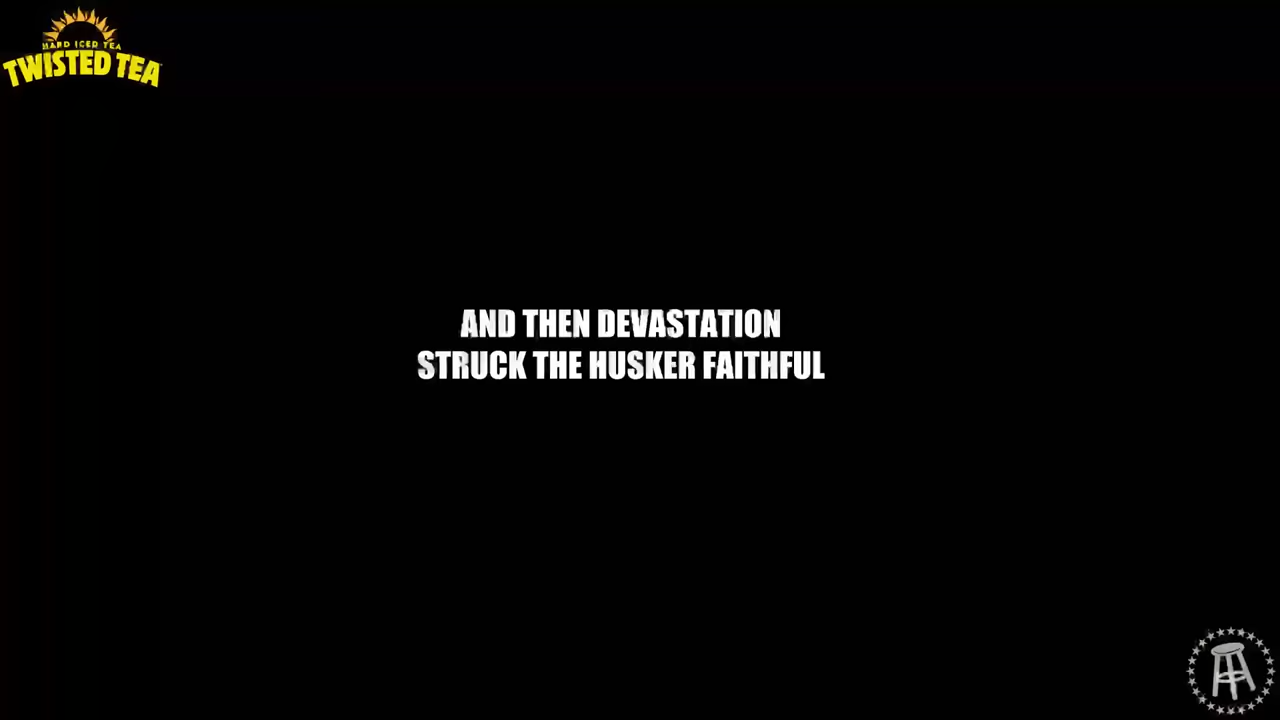 HARD ICED TEA
TWISTED TEA
AND THEN DEVASTATION
STRUCK THE HUSKER FAITHFUL